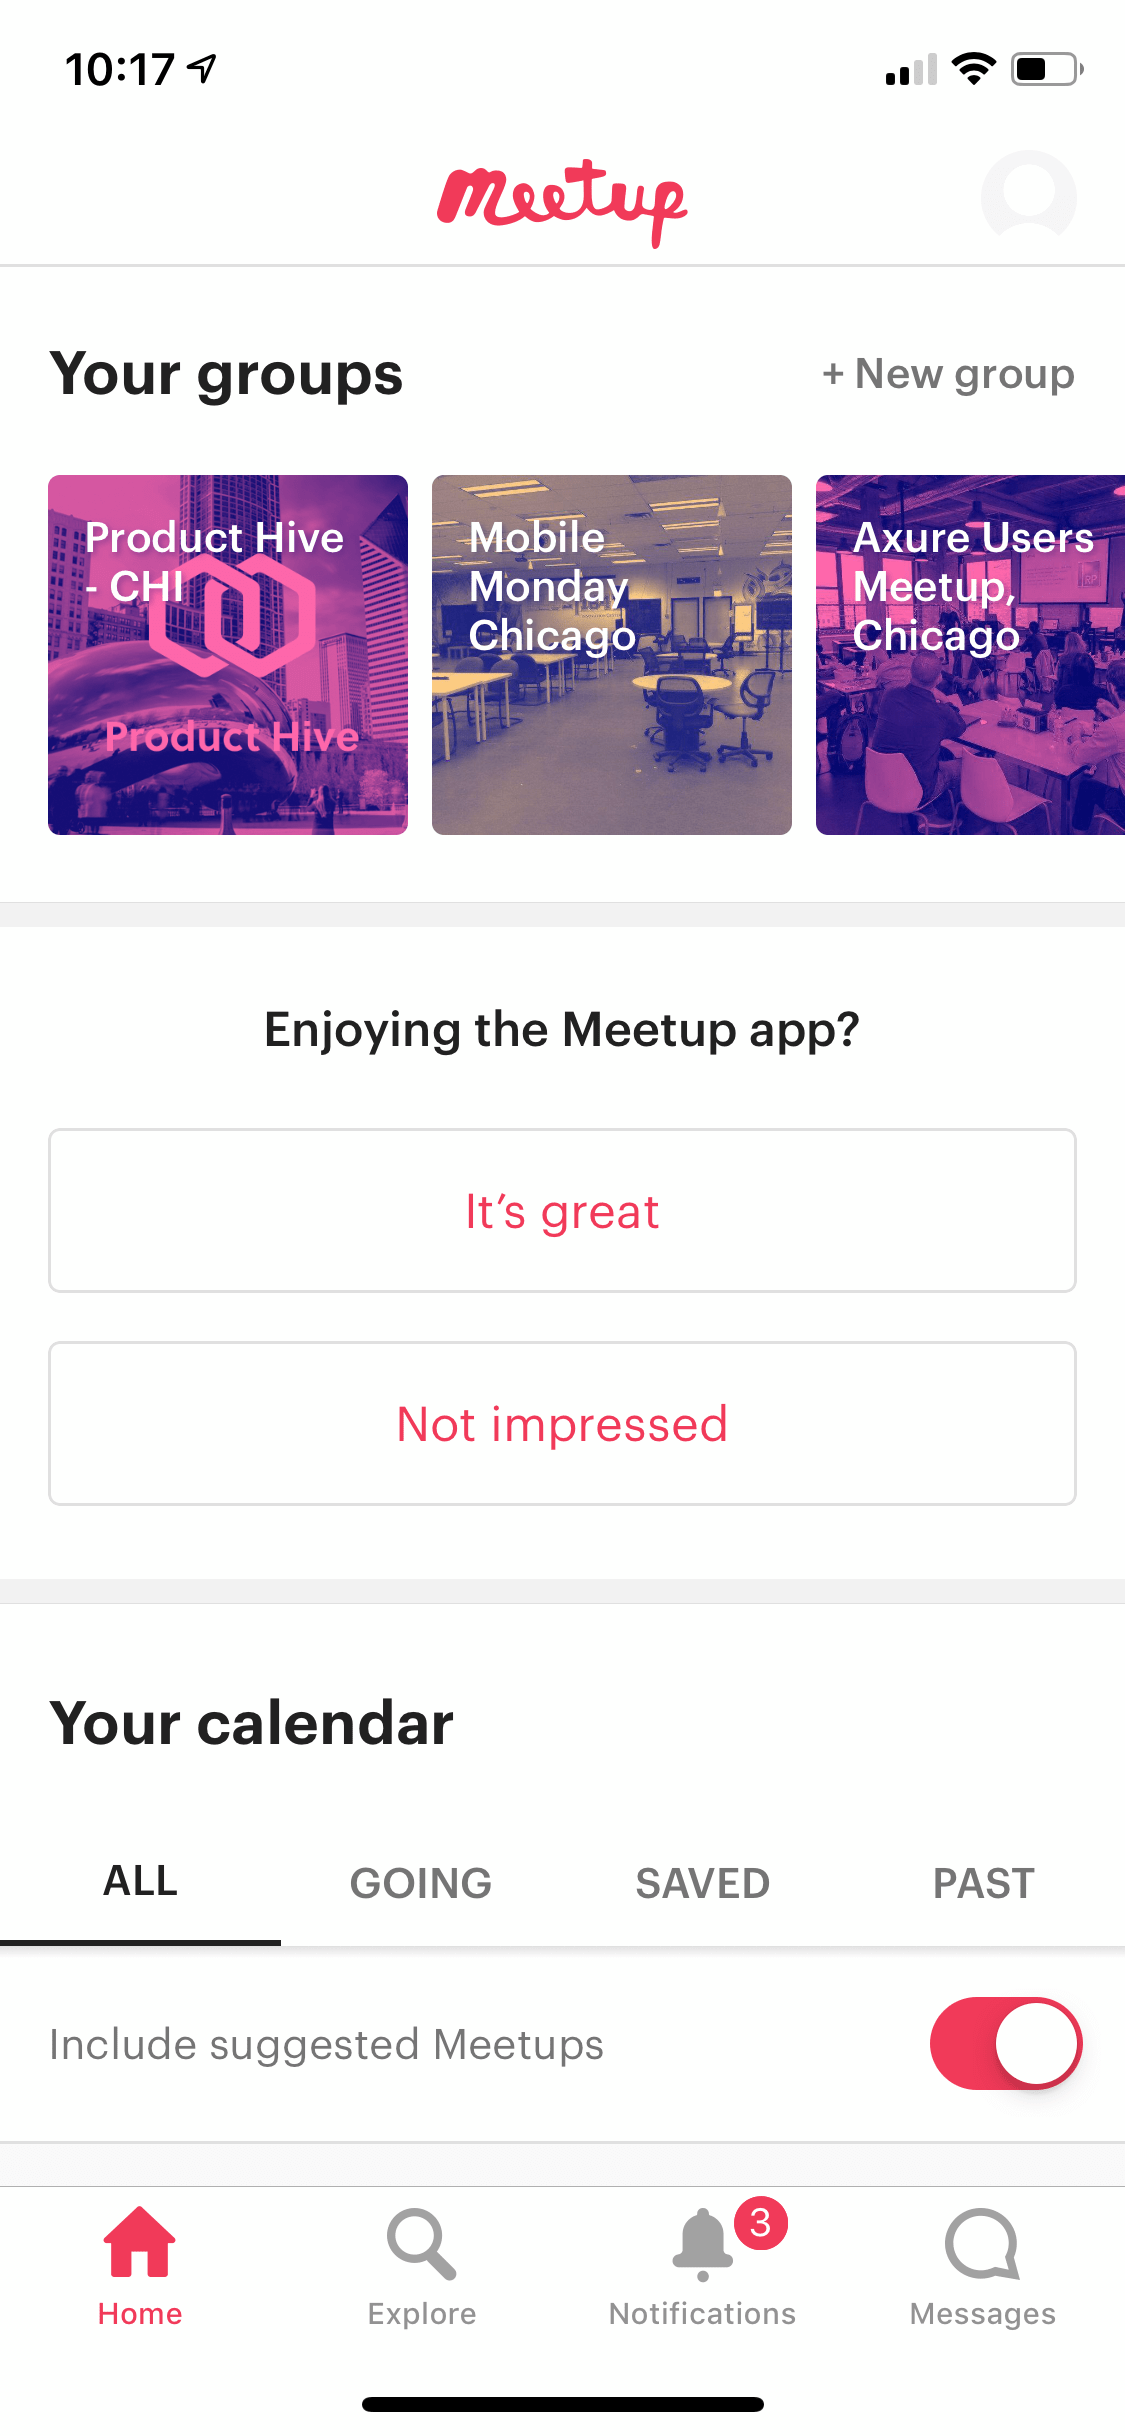 10:17
meetup
Your groups
+ New group
Product Hive
- CHI
Product Hive
Mobile
Monday
Chicago
Axure Users
Meetup,
Chicago
RP
Enjoying the Meetup app?
It’s great
Not impressed
Your calendar
ALL
GOING
SAVED
PAST
Include suggested Meetups
3
Home
Explore
Notifications
Messages